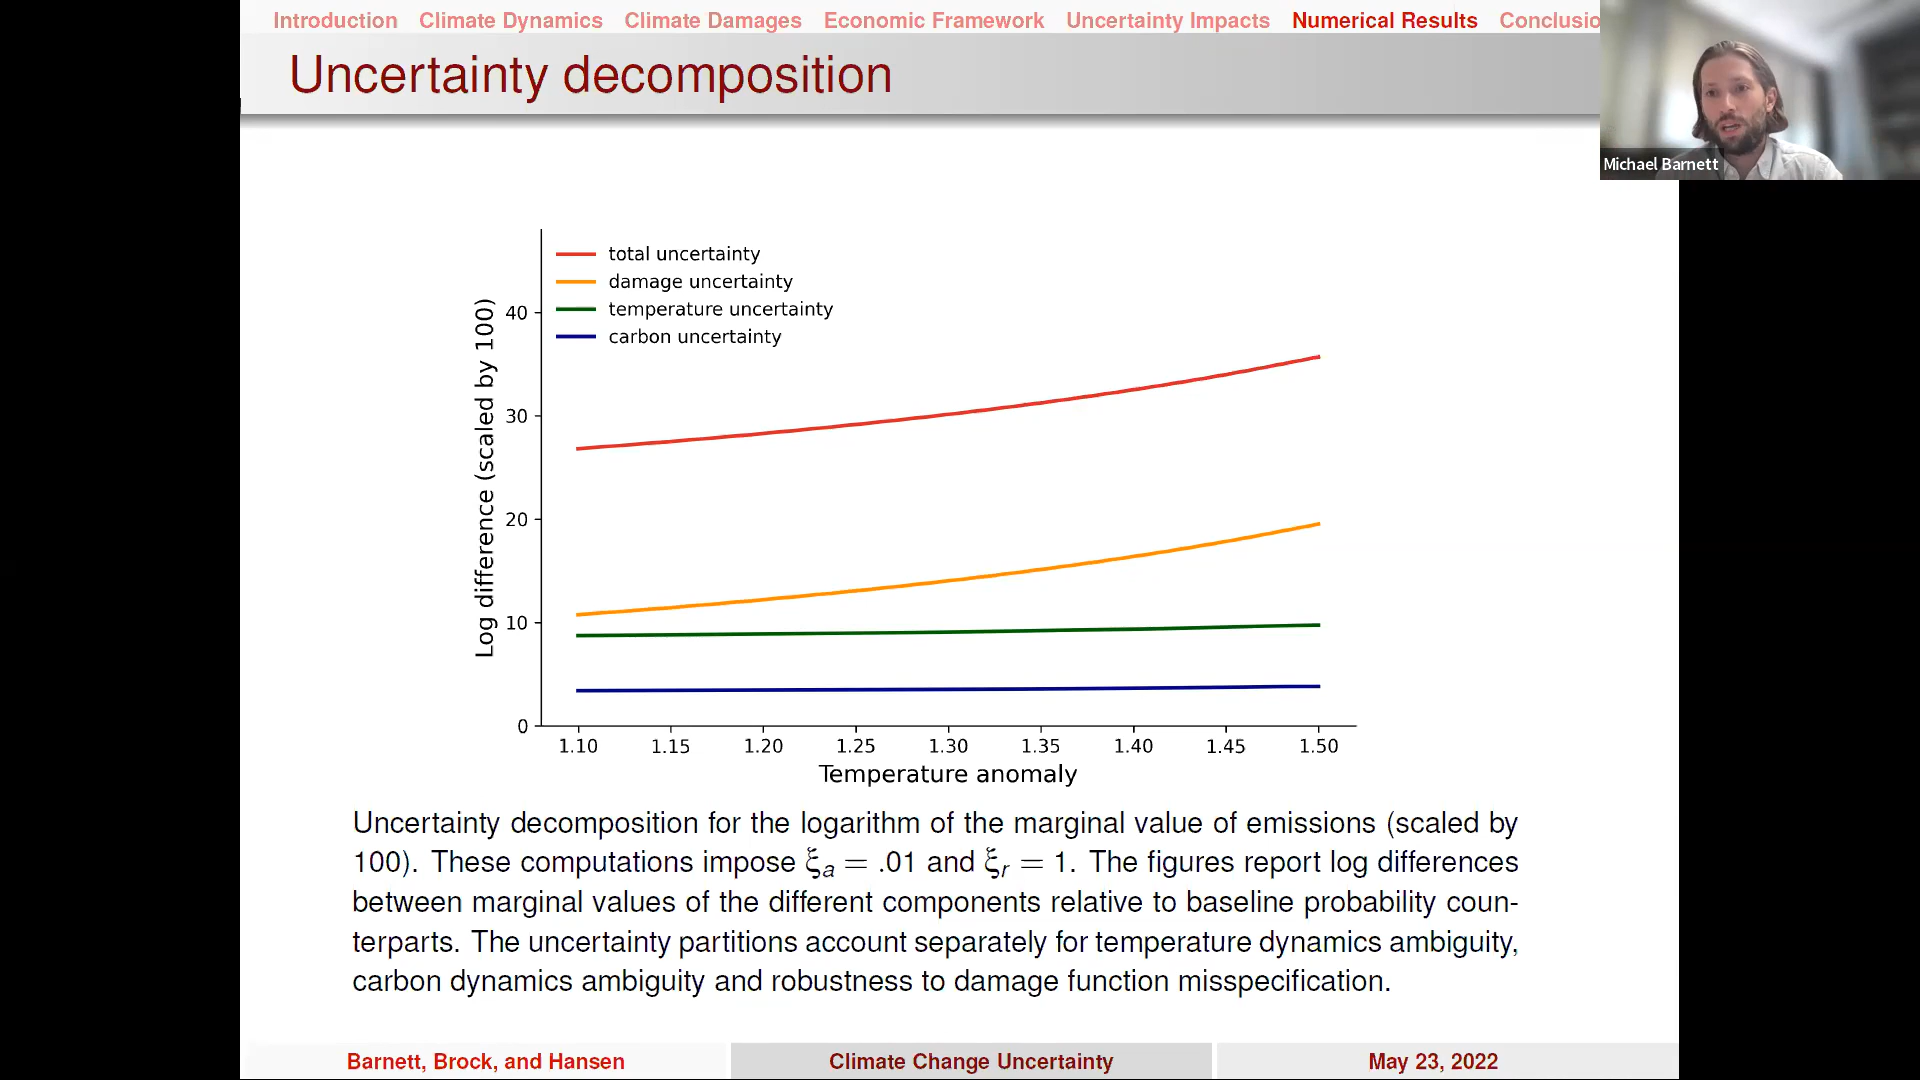 Introduction Climate Dynamics Climate Damages Economic Framework Uncertainty Impacts Numerical Results Conclusio
Uncertainty decomposition
Michael Barnett
total uncertainty
damage uncertainty
temperature uncertainty
carbon uncertainty
Log difference (scaled by 100)
40
30
20
10
0
1.10 1.15 1.20 1.25 1.30 1.35 1.40 1.45 1.50
Temperature anomaly
Uncertainty decomposition for the logarithm of the marginal value of emissions (scaled by
100). These computations impose ξa = .01 and ξr = 1. The figures report log differences
between marginal values of the different components relative to baseline probability coun-
terparts. The uncertainty partitions account separately for temperature dynamics ambiguity,
carbon dynamics ambiguity and robustness to damage function misspecification.
Barnett, Brock, and Hansen Climate Change Uncertainty May 23, 2022